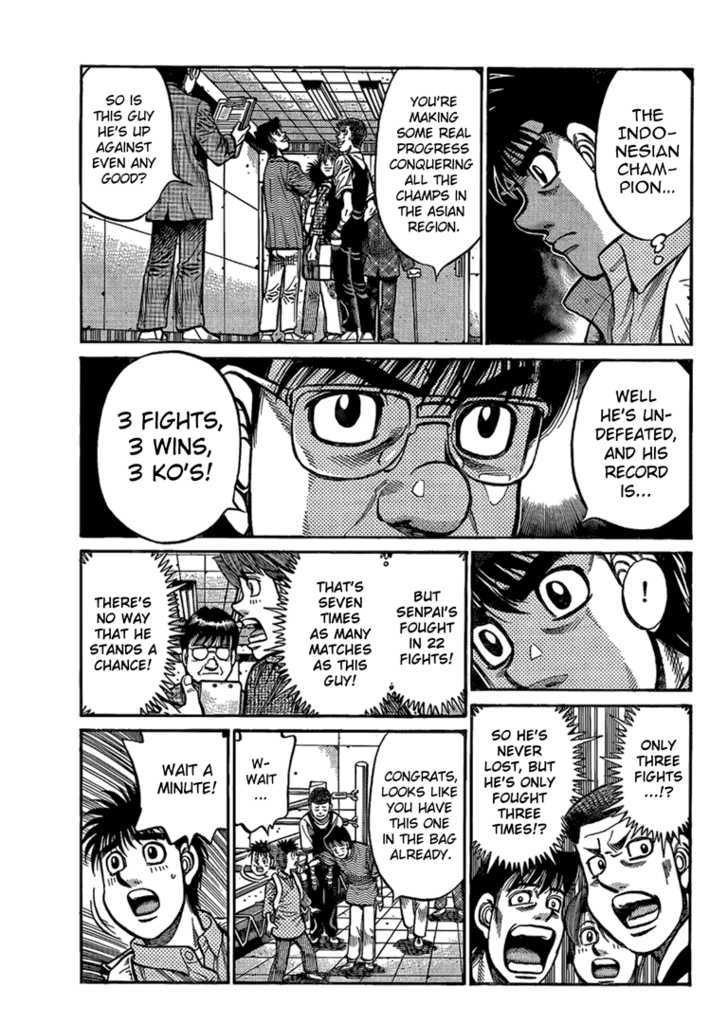 THE
INDO-
NESIAN
CHAM-
PION...
?
YOU'RE
MAKING
SOME REAL
PROGRESS
CONQUERING
ALL THE
CHAMPS IN
THE ASIAN
REGION.
SO IS
THIS GUY
HE'S UP
AGAINST
EVEN ANY
GOOD?
WELL
HE'S UN-
DEFEATED,
AND HIS
RECORD
IS...
3 FIGHTS,
3 WINS,
3 KO'S!
!
BUT
SENPAI'S
FOUGHT
IN 22
FIGHTS!
THAT'S
SEVEN
TIMES
AS MANY
MATCHES
AS THIS
GUY!
THERE'S
NO WAY
THAT HE
STANDS A
CHANCE!
ONLY
THREE
FIGHTS
...!?
SO HE'S
NEVER
LOST, BUT
HE'S ONLY
FOUGHT
THREE
TIMES!?
CONGRATS,
LOOKS LIKE
YOU HAVE
THIS ONE
IN THE BAG
ALREADY.
W-
WAIT
...
WAIT A
MINUTE!